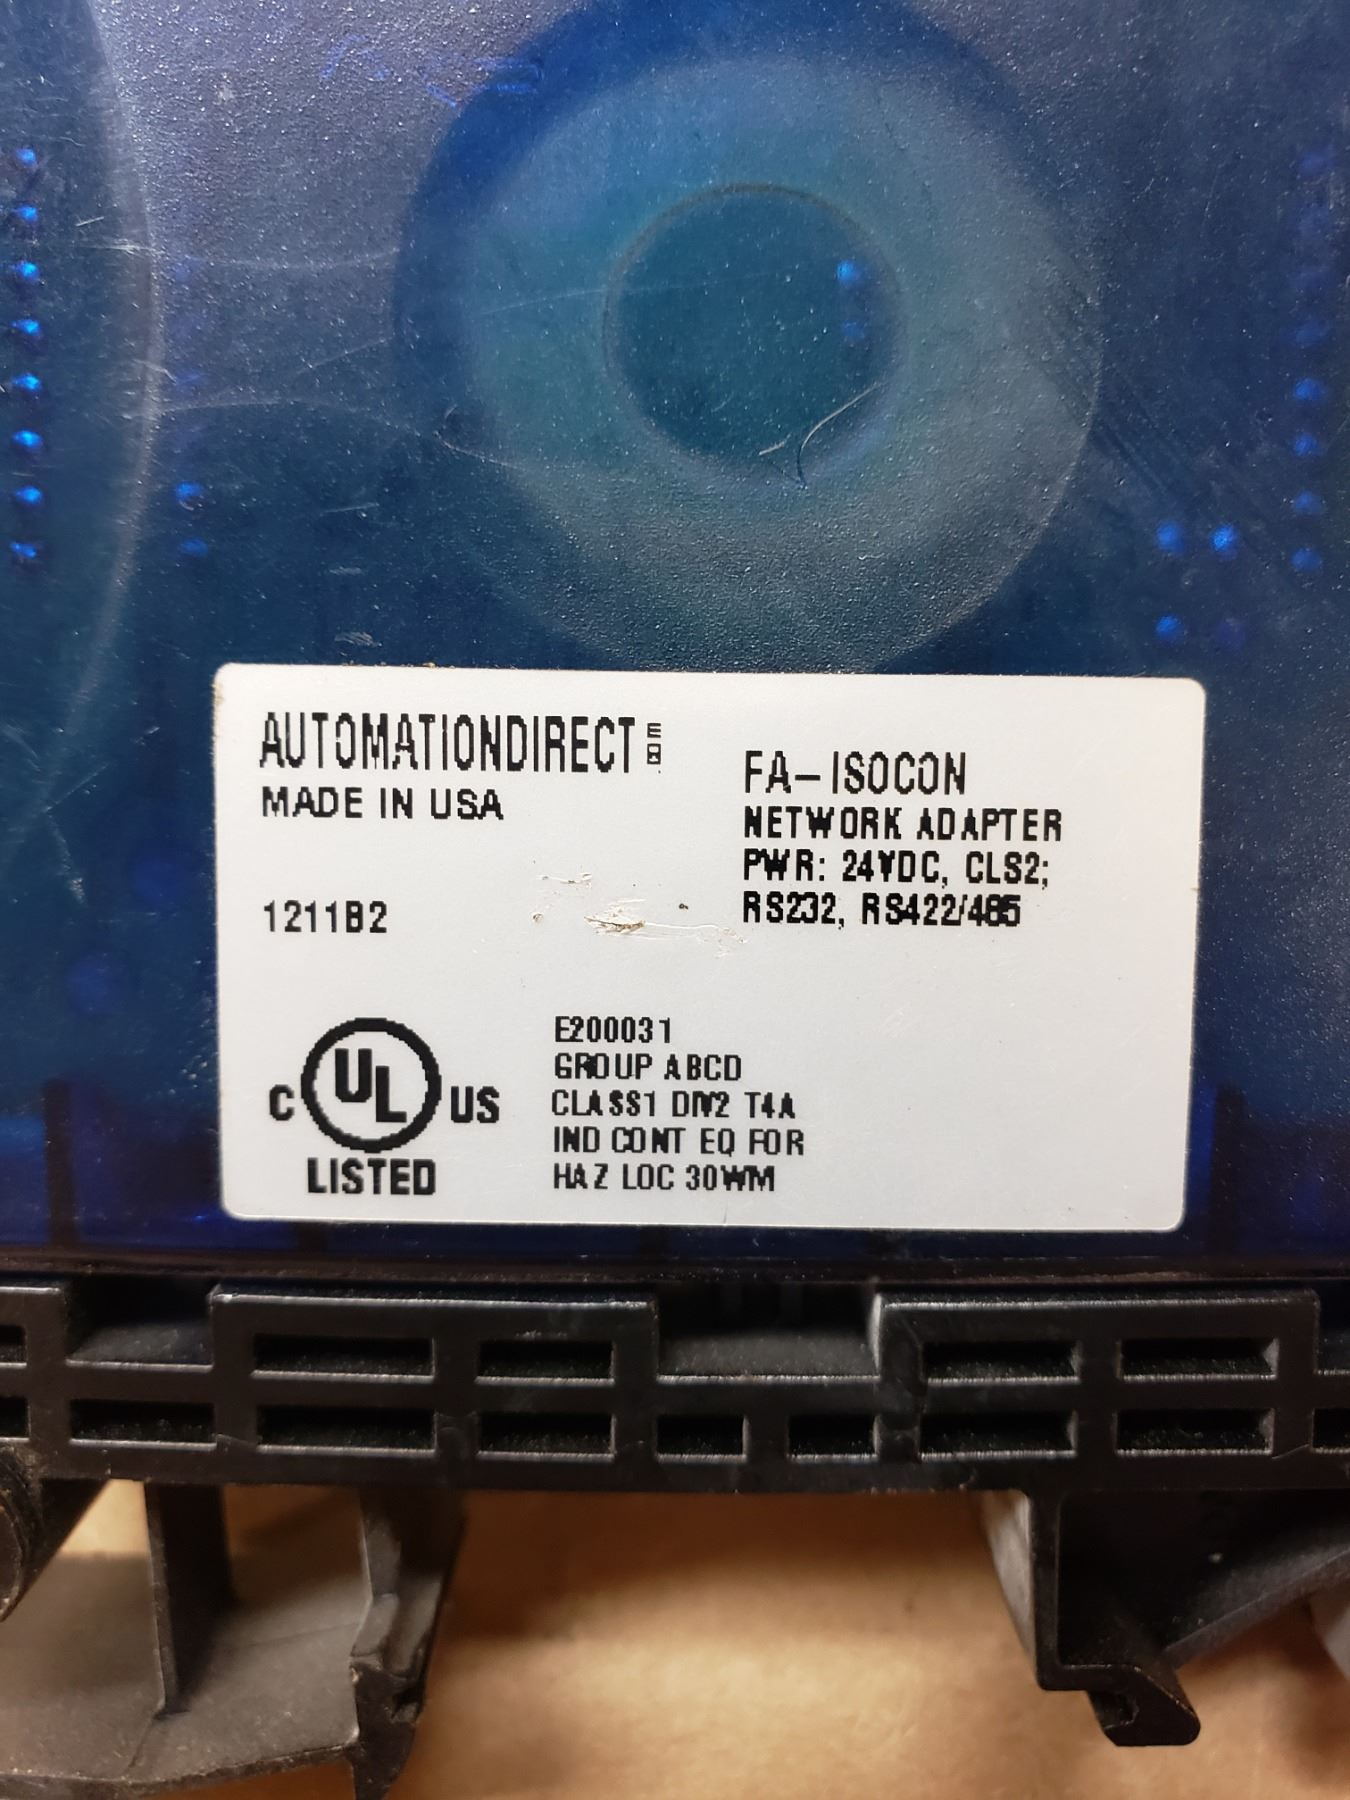 AUTOMATIONDIRECT
MADE IN USA
1211B2
FA-ISOCON
NETWORK ADAPTER
PWR: 24VDC, CLS2;
RS232, RS422/485
C UL US
LISTED
E200031
GROUP ABCD
CLASS1 DIV2 T4A
IND CONT EQ FOR
HAZ LOC 30WM